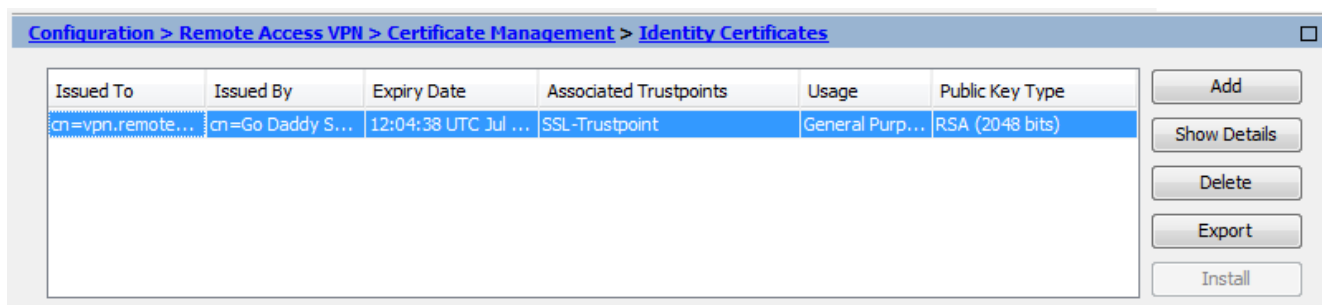 Configuration > Remote Access VPN > Certificate Management > Identity Certificates
Issued To Issued By Expiry Date Associated Trustpoints Usage Public Key Type
cn=vpn.remote... cn=Go Daddy S... 12:04:38 UTC Jul ... SSL-Trustpoint General Purp... RSA (2048 bits)
Add
Show Details
Delete
Export
Install